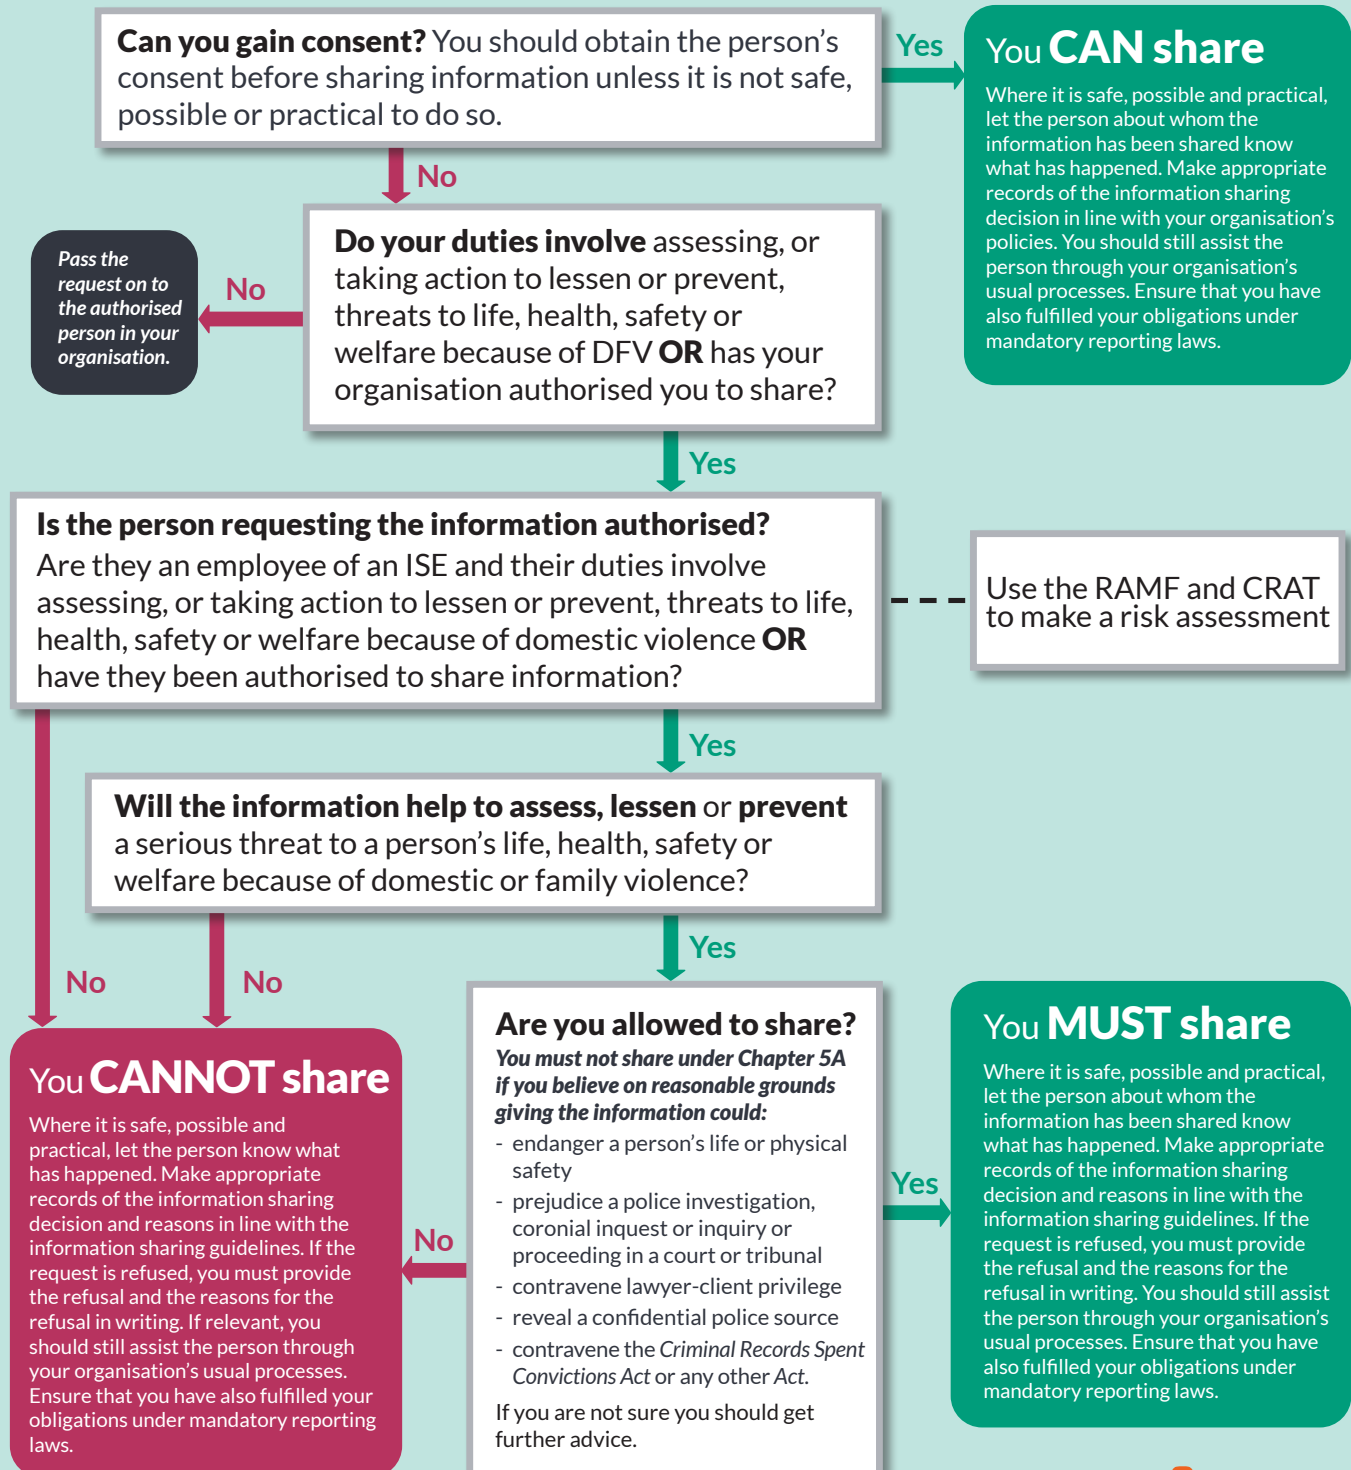 Can you gain consent? You should obtain the person's
consent before sharing information unless it is not safe,
possible or practical to do so.
Yes
You CAN share
Where it is safe, possible and practical,
let the person about whom the
information has been shared know
what has happened. Make appropriate
records of the information sharing
decision in line with your organisation's
policies. You should still assist the
person through your organisation's
usual processes. Ensure that you have
also fulfilled your obligations under
mandatory reporting laws.
No
Do your duties involve assessing, or
taking action to lessen or prevent,
threats to life, health, safety or
welfare because of DFV OR has your
organisation authorised you to share?
No
Pass the
request on to
the authorised
person in your
organisation.
Yes
Is the person requesting the information authorised?
Are they an employee of an ISE and their duties involve
assessing, or taking action to lessen or prevent, threats to life,
health, safety or welfare because of domestic violence OR
have they been authorised to share information?
Use the RAMF and CRAT
to make a risk assessment
Yes
Will the information help to assess, lessen or prevent
a serious threat to a person's life, health, safety or
welfare because of domestic or family violence?
No
No
Yes
You CANNOT share
Where it is safe, possible and
practical, let the person know what
has happened. Make appropriate
records of the information sharing
decision and reasons in line with the
information sharing guidelines. If the
request is refused, you must provide
the refusal and the reasons for the
refusal in writing. If relevant, you
should still assist the person through
your organisation's usual processes.
Ensure that you have also fulfilled your
obligations under mandatory reporting
laws.
No
Are you allowed to share?
You must not share under Chapter 5A
if you believe on reasonable grounds
giving the information could:
- endanger a person's life or physical
safety
- prejudice a police investigation,
coronial inquest or inquiry or
proceeding in a court or tribunal
- contravene lawyer-client privilege
- reveal a confidential police source
- contravene the Criminal Records Spent
Convictions Act or any other Act.
If you are not sure you should get
further advice.
Yes
You MUST share
Where it is safe, possible and practical,
let the person about whom the
information has been shared know
what has happened. Make appropriate
records of the information sharing
decision and reasons in line with the
information sharing guidelines. If the
request is refused, you must provide
the refusal and the reasons for the
refusal in writing. You should still assist
the person through your organisation's
usual processes. Ensure that you have
also fulfilled your obligations under
mandatory reporting laws.